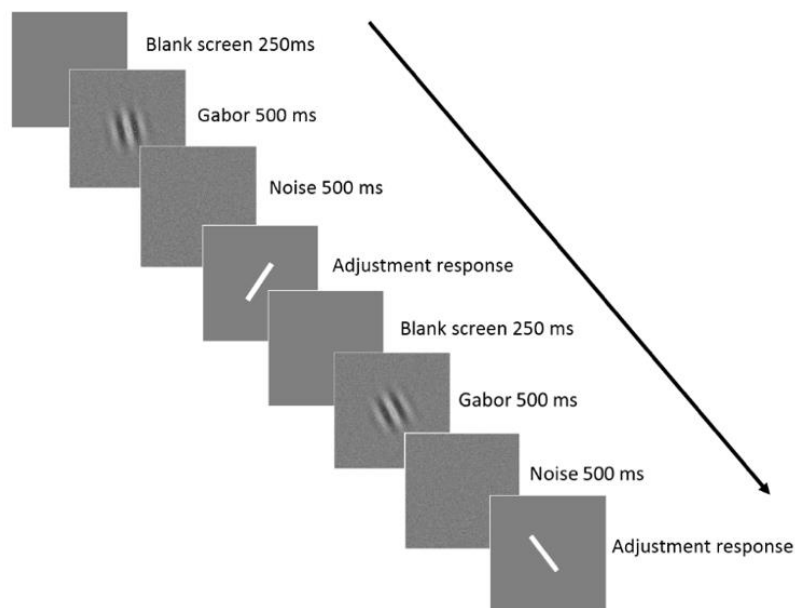 Blank screen 250ms
Gabor 500 ms
Noise 500 ms
Adjustment response
Blank screen 250 ms
Gabor 500 ms
Noise 500 ms
Adjustment response